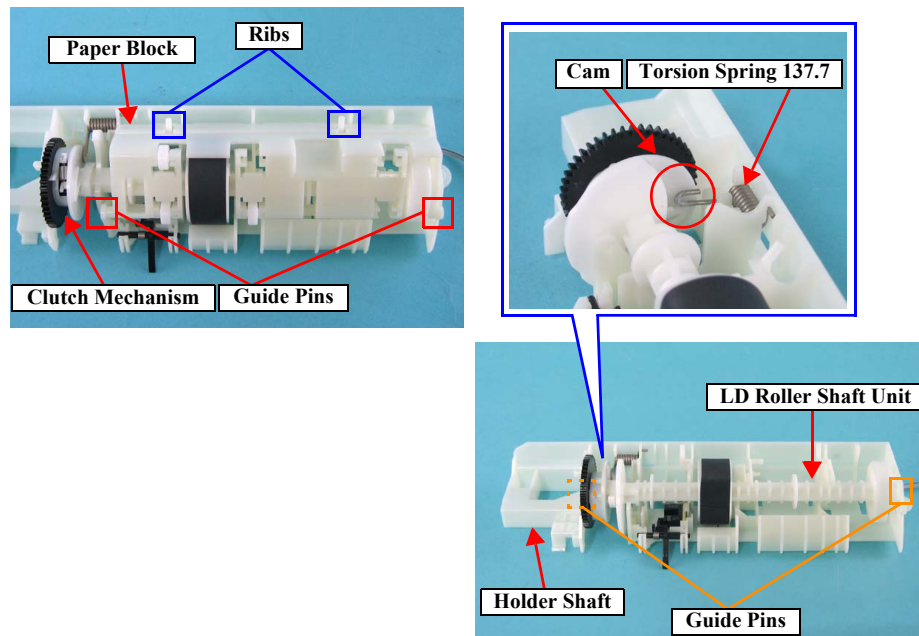 Paper Block
Ribs
Clutch Mechanism
Guide Pins
Cam
Torsion Spring 137.7
LD Roller Shaft Unit
Holder Shaft
Guide Pins